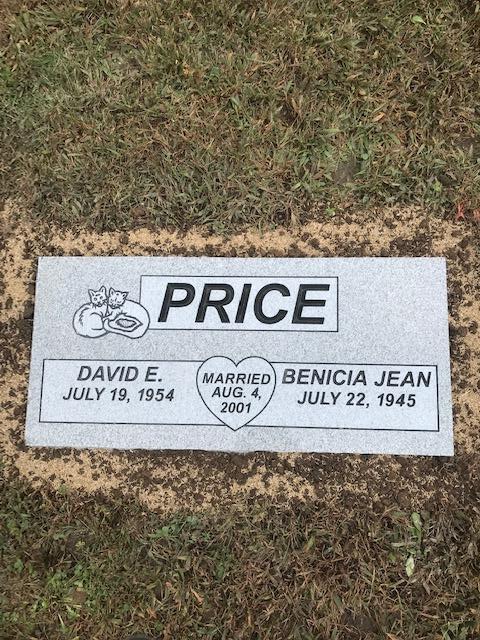 PRICE
DAVID E.
JULY 19, 1954
MARRIED
AUG. 4,
2001
BENICIA JEAN
JULY 22, 1945